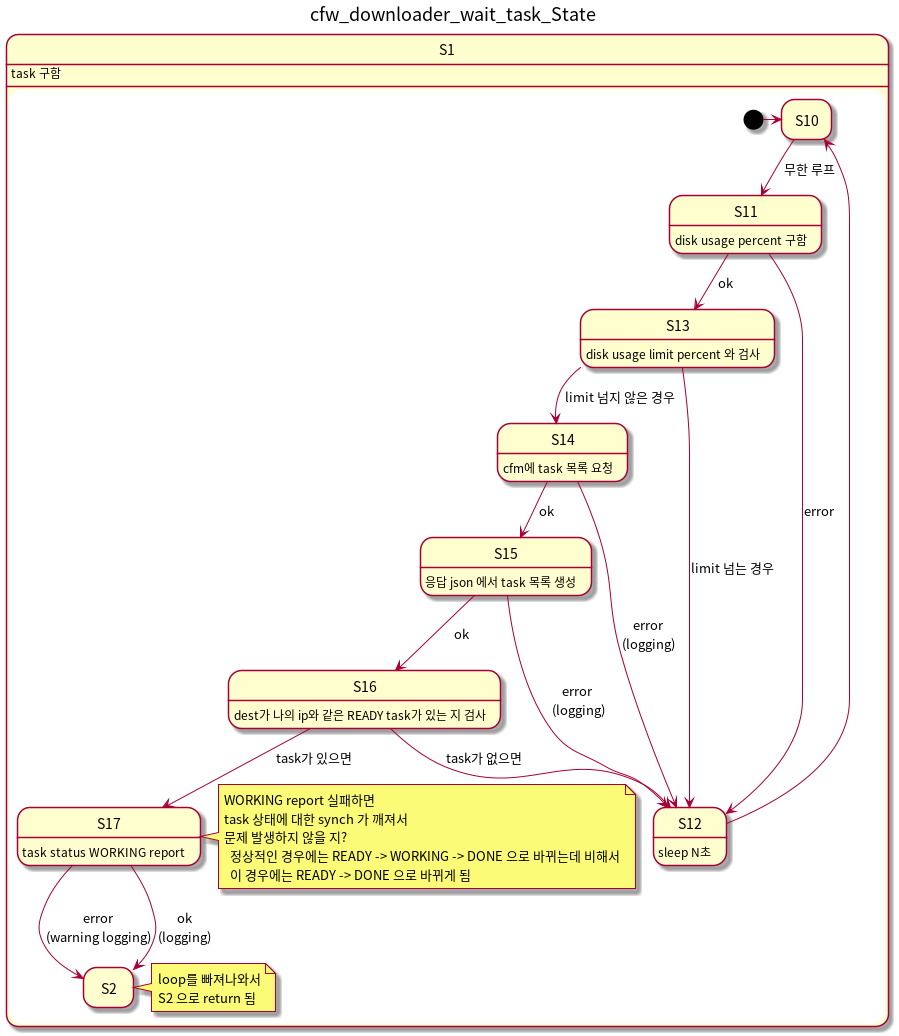 cfw_downloader_wait_task_State
S1
task 구함
S10
무한 루프
S11
disk usage percent 구함
ok
S13
disk usage limit percent 와 검사
limit 넘지 않은 경우
S14
cfm에 task 목록 요청
ok
error
S15
응답 json 에서 task 목록 생성
limit 넘는 경우
ok
error
(logging)
S16
dest가 나의 ip와 같은 READY task가 있는 지 검사
error
(logging)
task가 있으면
task가 없으면
S17
task status WORKING report
WORKING report 실패하면
task 상태에 대한 synch 가 깨져서
문제 발생하지 않을 지?
정상적인 경우에는 READY -> WORKING -> DONE 으로 바뀌는데 비해서
이 경우에는 READY -> DONE 으로 바뀌게 됨
S12
sleep N초
error
(warning logging)
ok
(logging)
S2
loop를 빠져나와서
S2 으로 return 됨